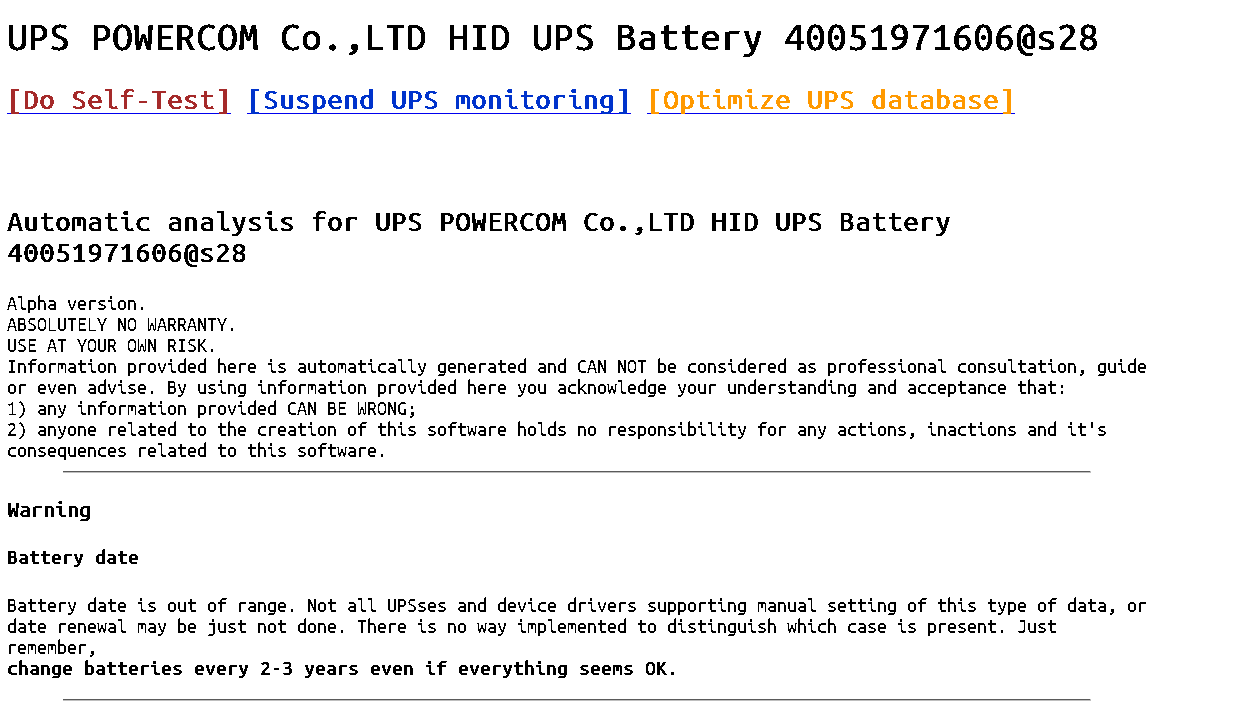 UPS POWERCOM Co.,LTD HID UPS Battery 40051971606@s28
[Do Self-Test] [Suspend UPS monitoring] [Optimize UPS database]
Automatic analysis for UPS POWERCOM Co.,LTD HID UPS Battery
40051971606@s28
Alpha version.
ABSOLUTELY NO WARRANTY.
USE AT YOUR OWN RISK.
Information provided here is automatically generated and CAN NOT be considered as professional consultation, guide
or even advise. By using information provided here you acknowledge your understanding and acceptance that:
1) any information provided CAN BE WRONG;
2) anyone related to the creation of this software holds no responsibility for any actions, inactions and it's
consequences related to this software.
Warning
Battery date
Battery date is out of range. Not all UPSses and device drivers supporting manual setting of this type of data, or
date renewal may be just not done. There is no way implemented to distinguish which case is present. Just
remember,
change batteries every 2-3 years even if everything seems OK.